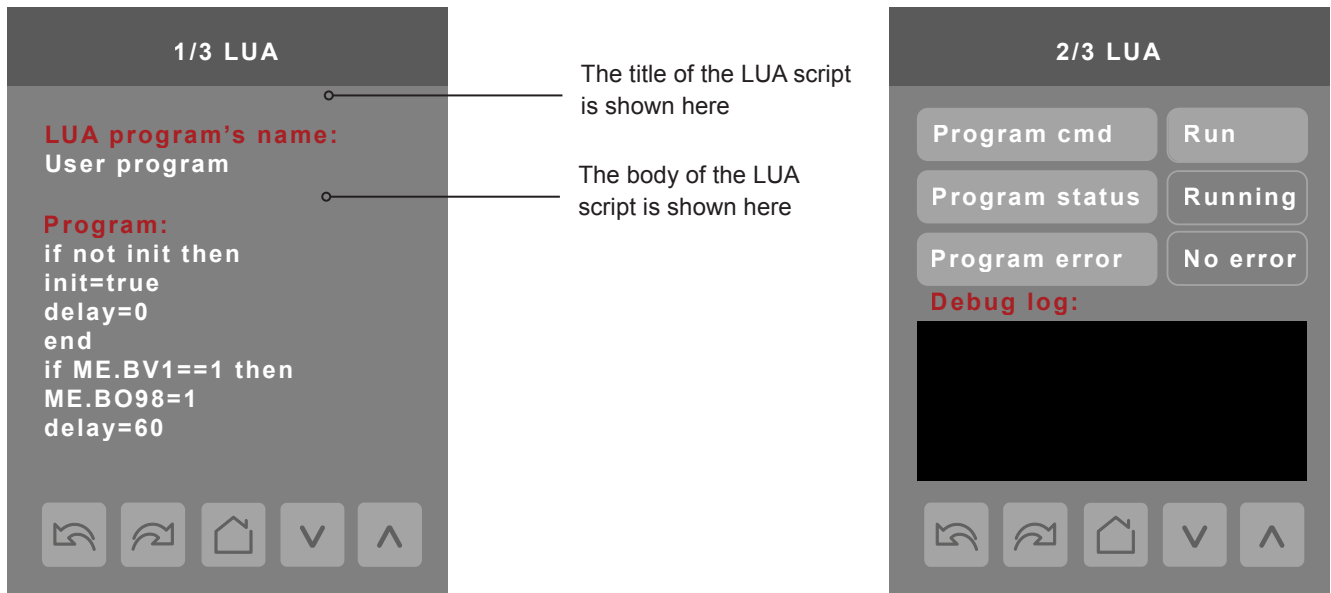 1/3 LUA
LUA program’s name:
User program
Program:
if not init then
init=true
delay=0
end
if ME.BV1==1 then
ME.BO98=1
delay=60
The title of the LUA script
is shown here
The body of the LUA
script is shown here
2/3 LUA
Program cmd Run
Program status Running
Program error No error
Debug log: